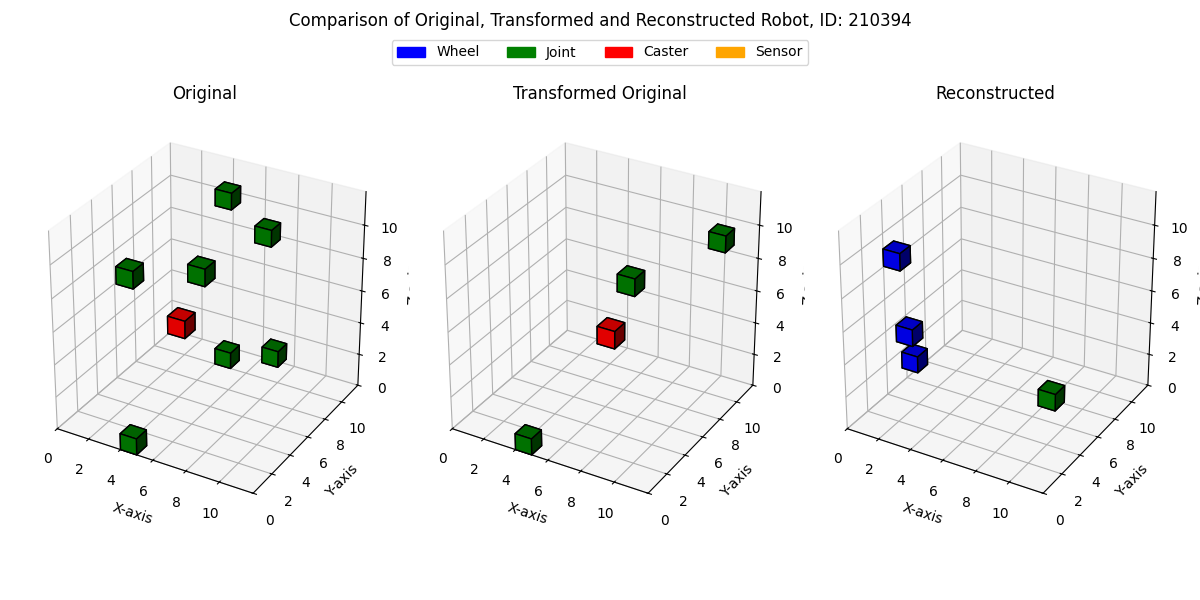 Comparison of Original, Transformed and Reconstructed Robot, ID: 210394
Wheel Joint Caster Sensor
Original Transformed Original Reconstructed
10 10 10
8 8 8
6 6 6
4 4 4
2 2 2
0 0 0
0 2 4 6 8 10 0 2 4 6 8 10 0 2 4 6 8 10
0 2 4 6 8 10 0 2 4 6 8 10 0 2 4 6 8 10
X-axis Y-axis X-axis Y-axis X-axis Y-axis